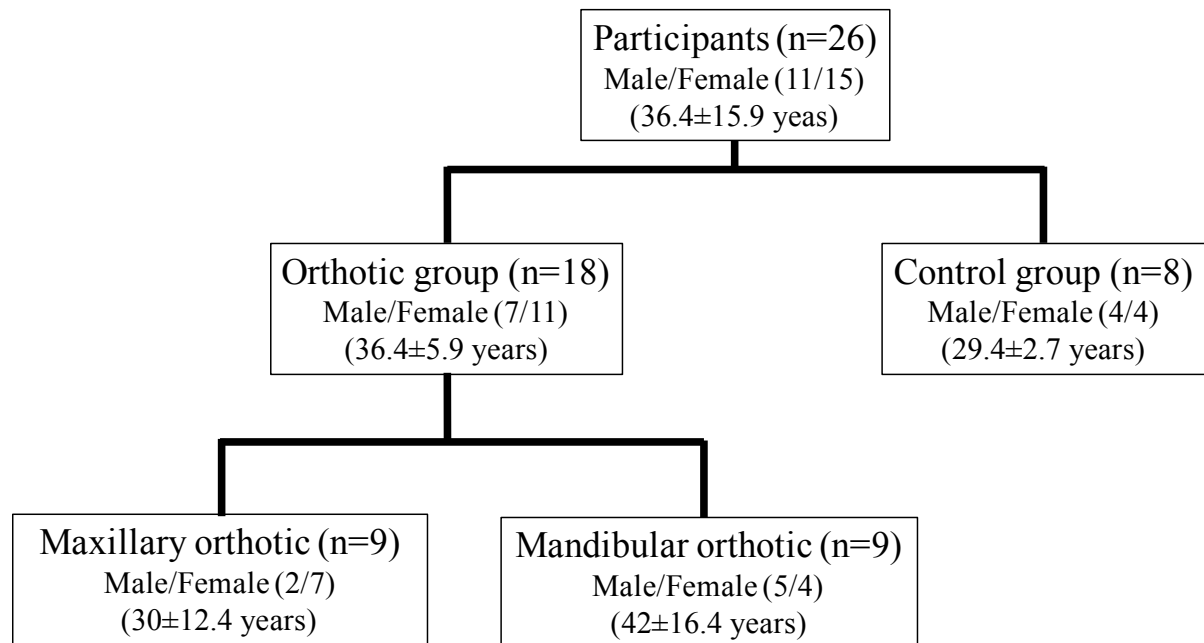 Participants (n=26)
Male/Female (11/15)
(36.4±15.9 yeas)
Orthotic group (n=18)
Male/Female (7/11)
(36.4±5.9 years)
Control group (n=8)
Male/Female (4/4)
(29.4±2.7 years)
Maxillary orthotic (n=9)
Male/Female (2/7)
(30±12.4 years)
Mandibular orthotic (n=9)
Male/Female (5/4)
(42±16.4 years)